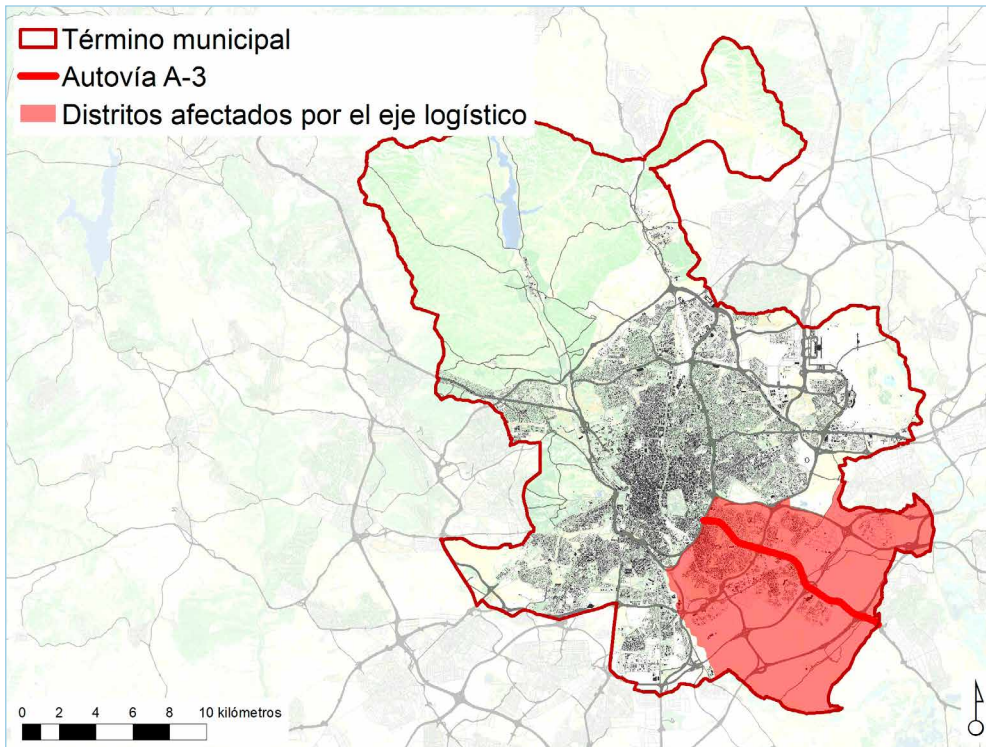 Término municipal
Autovía A-3
Distritos afectados por el eje logístico
0 2 4 6 8 10 kilómetros